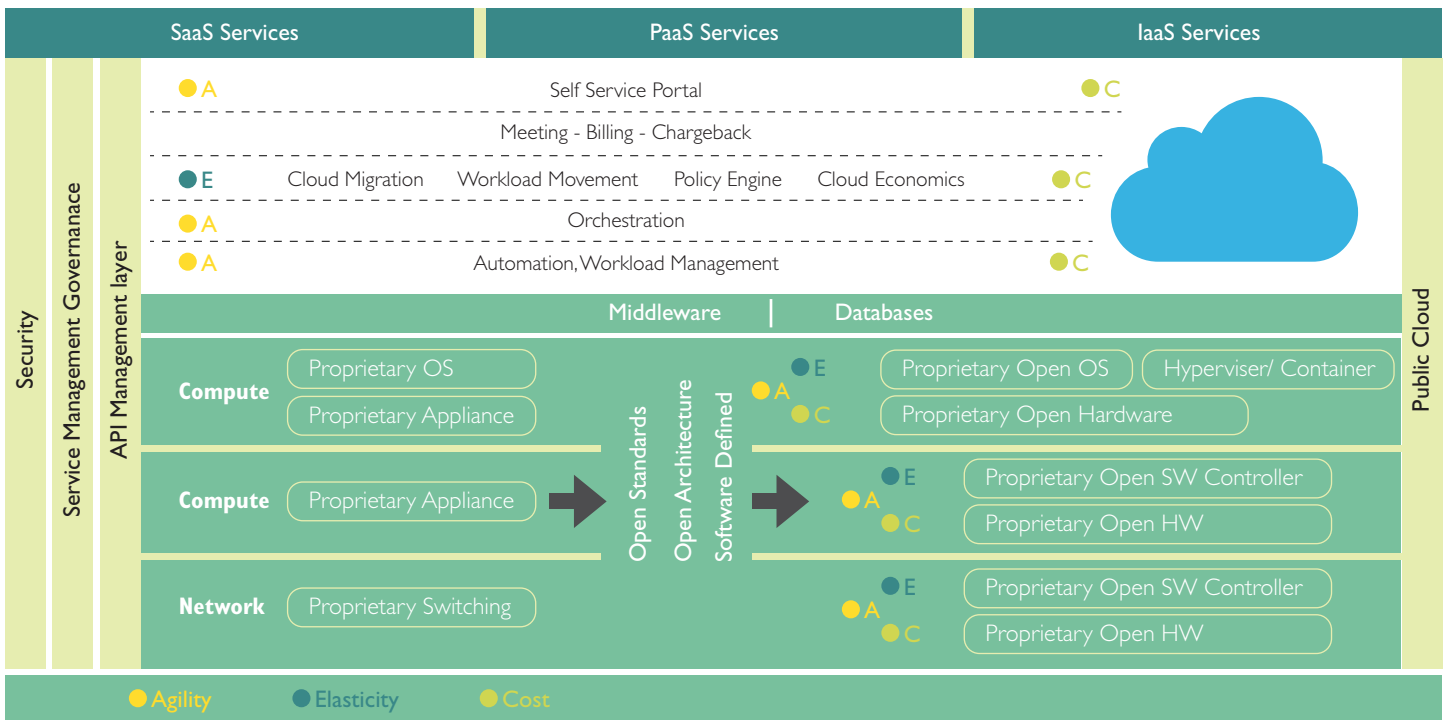 SaaS Services
PaaS Services
IaaS Services
Security
Service Management Governanace
API Management layer
A Self Service Portal C
Meeting - Billing - Chargeback
E Cloud Migration Workload Movement Policy Engine Cloud Economics C
A Orchestration
A Automation, Workload Management C
Public Cloud
Middleware | Databases
Compute
Proprietary OS
Proprietary Appliance
Open Standards
Open Architecture
Software Defined
E
A
C
Proprietary Open OS
Hyperviser/ Container
Proprietary Open Hardware
Compute
Proprietary Appliance
E
A
C
Proprietary Open SW Controller
Proprietary Open HW
Network
Proprietary Switching
E
A
C
Proprietary Open SW Controller
Proprietary Open HW
Agility
Elasticity
Cost